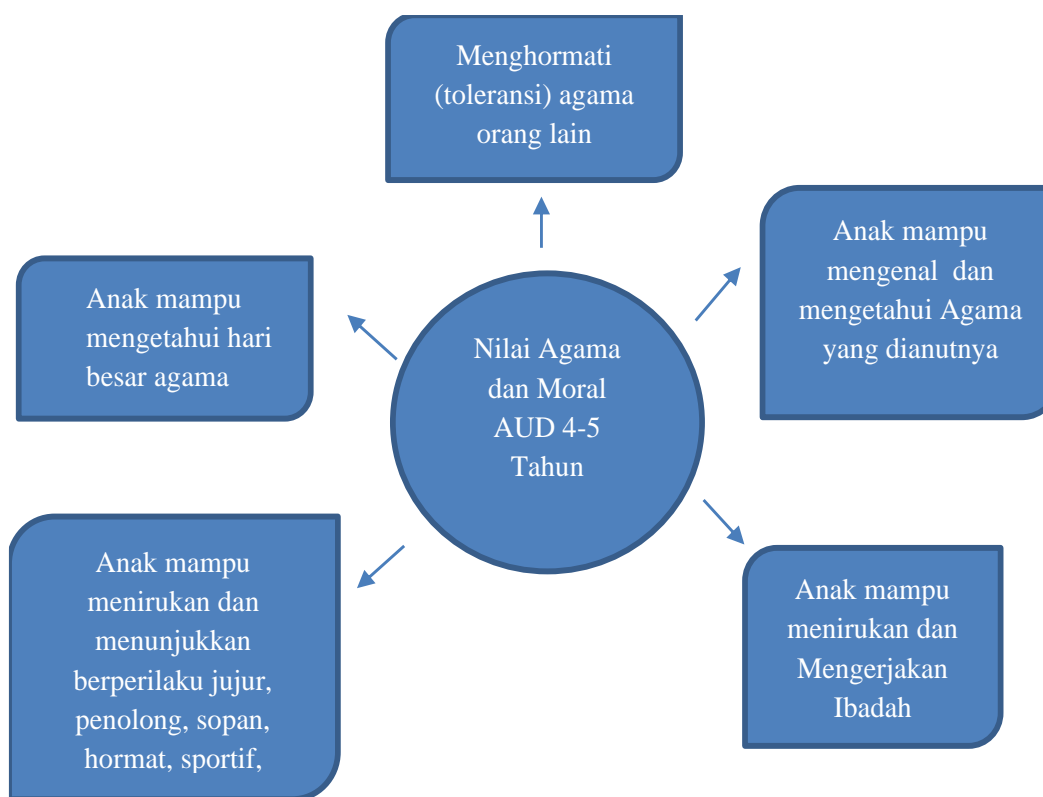 Menghormati
(toleransi) agama
orang lain
Anak mampu
mengenal dan
mengetahui Agama
yang dianutnya
Anak mampu
mengetahui hari
besar agama
Nilai Agama
dan Moral
AUD 4-5
Tahun
Anak mampu
menirukan dan
menunjukkan
berperilaku jujur,
penolong, sopan,
hormat, sportif,
Anak mampu
menirukan dan
Mengerjakan
Ibadah